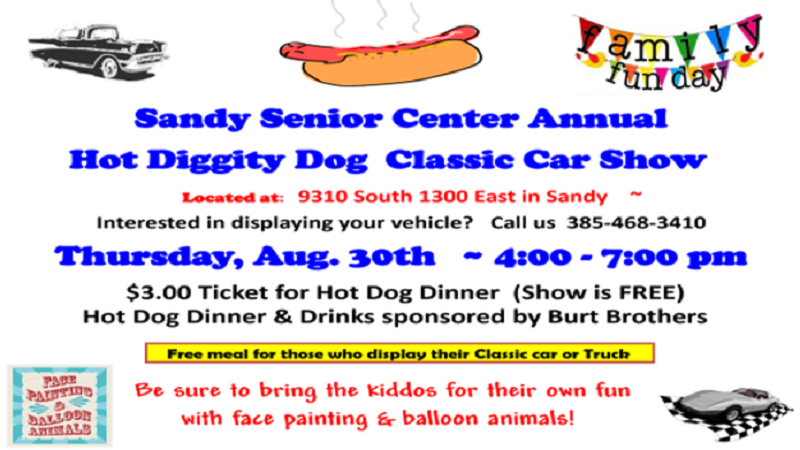 family
fun day
Sandy Senior Center Annual
Hot Diggity Dog Classic Car Show
Located at: 9310 South 1300 East in Sandy ~
Interested in displaying your vehicle? Call us 385-468-3410
Thursday, Aug. 30th ~ 4:00 - 7:00 pm
$3.00 Ticket for Hot Dog Dinner (Show is FREE)
Hot Dog Dinner & Drinks sponsored by Burt Brothers
Free meal for those who display their Classic car or Truck
Be sure to bring the kiddos for their own fun
with face painting & balloon animals!
FACE
PAINTING
&
BALLOON
ANIMALS